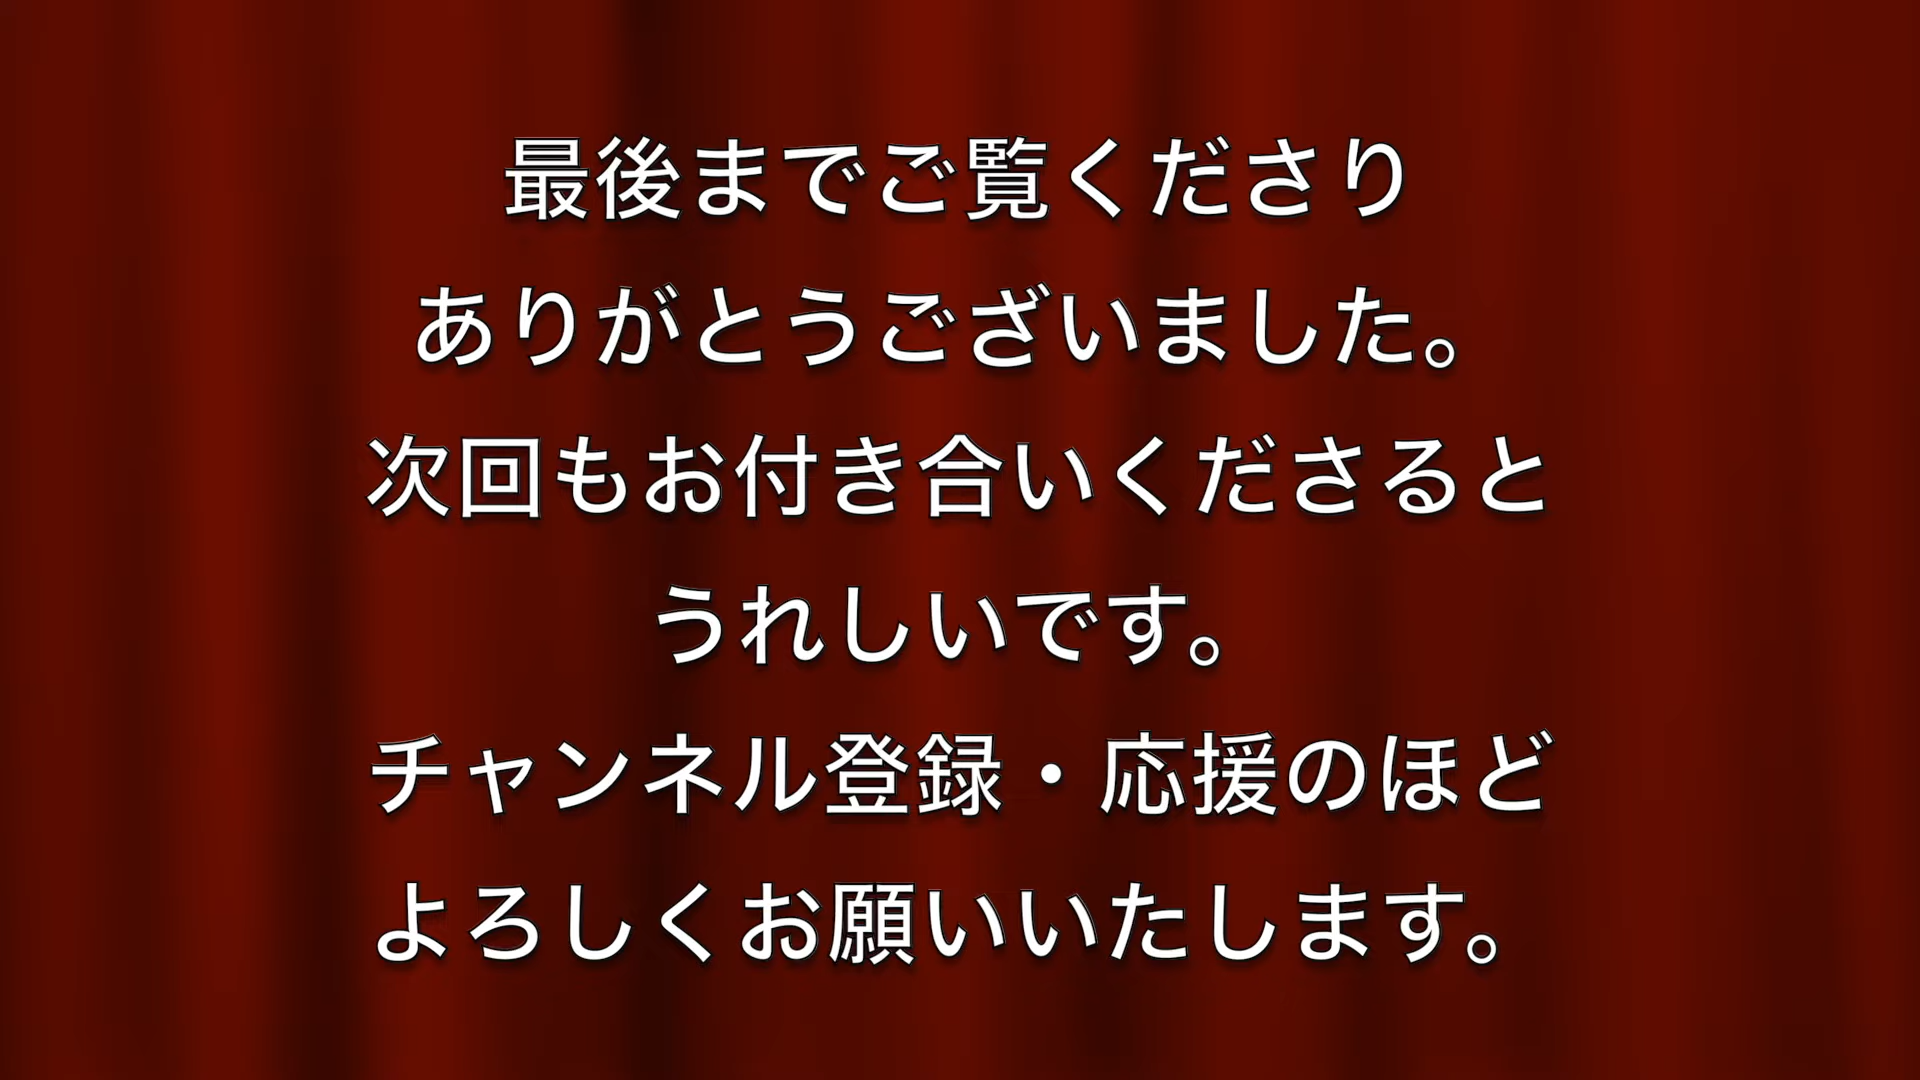 最後までご覧くださり
ありがとうございました。
次回もお付き合いくださると
うれしいです。
チャンネル登録・応援のほど
よろしくお願いいたします。